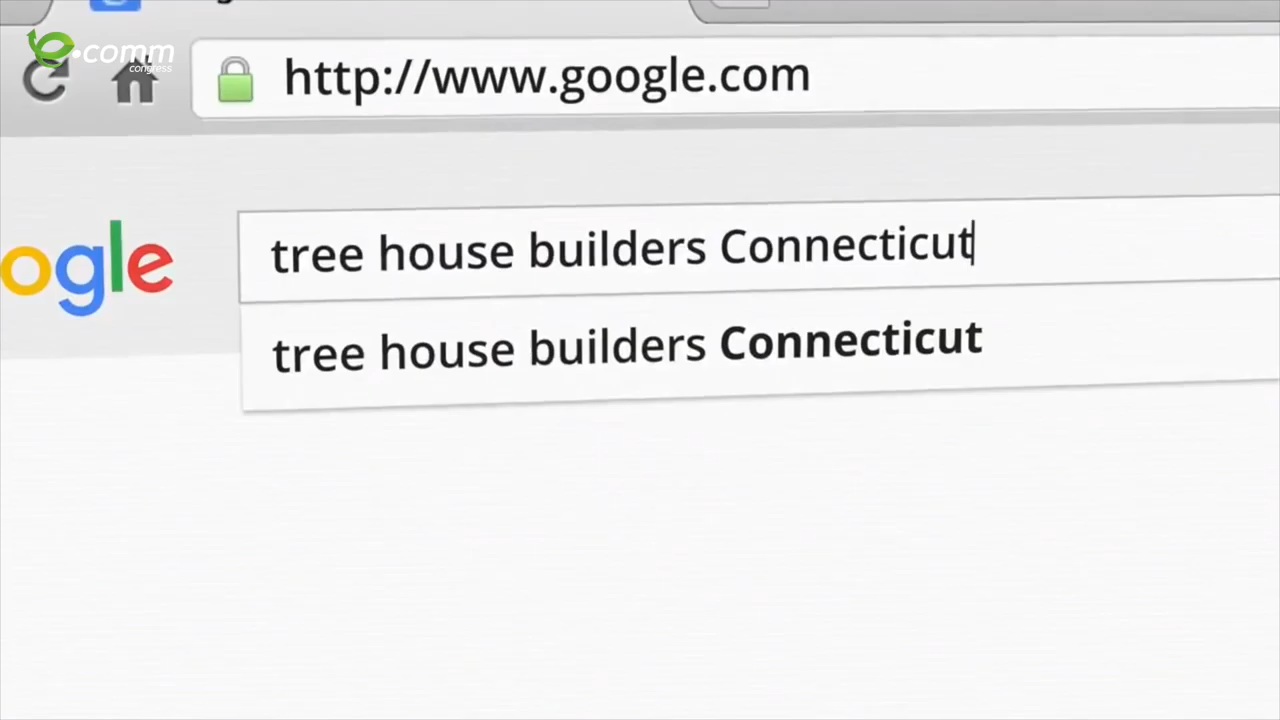 e•comm
congress
http://www.google.com
ogle
tree house builders Connecticut
tree house builders Connecticut